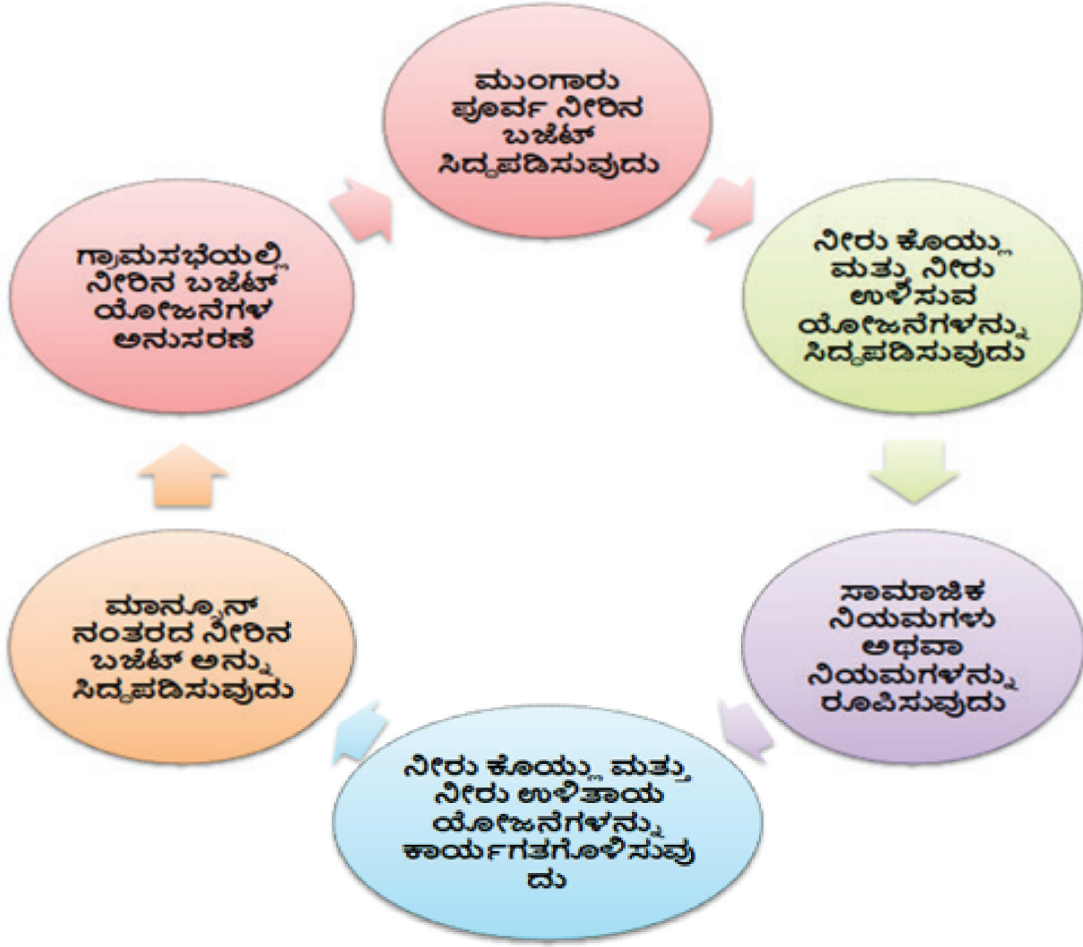 ಮುಂಗಾರು
ಪೂರ್ವ ನೀರಿನ
ಬಜೆಟ್
ಸಿದ್ಧಪಡಿಸುವುದು
ನೀರು ಕೊಯ್ಲು
ಮತ್ತು ನೀರು
ಉಳಿಸುವ
ಯೋಜನೆಗಳನ್ನು
ಸಿದ್ಧಪಡಿಸುವುದು
ಸಾಮಾಜಿಕ
ನಿಯಮಗಳು
ಅಥವಾ
ನಿಯಮಗಳನ್ನು
ರೂಪಿಸುವುದು
ನೀರು ಕೊಯ್ಲು ಮತ್ತು
ನೀರು ಉಳಿತಾಯ
ಯೋಜನೆಗಳನ್ನು
ಕಾರ್ಯಗತಗೊಳಿಸುವು
ದು
ಮಾನ್ಸೂನ್
ನಂತರದ ನೀರಿನ
ಬಜೆಟ್ ಅನ್ನು
ಸಿದ್ಧಪಡಿಸುವುದು
ಗ್ರಾಮಸಭೆಯಲ್ಲಿ
ನೀರಿನ ಬಜೆಟ್
ಯೋಜನೆಗಳ
ಅನುಸರಣೆ